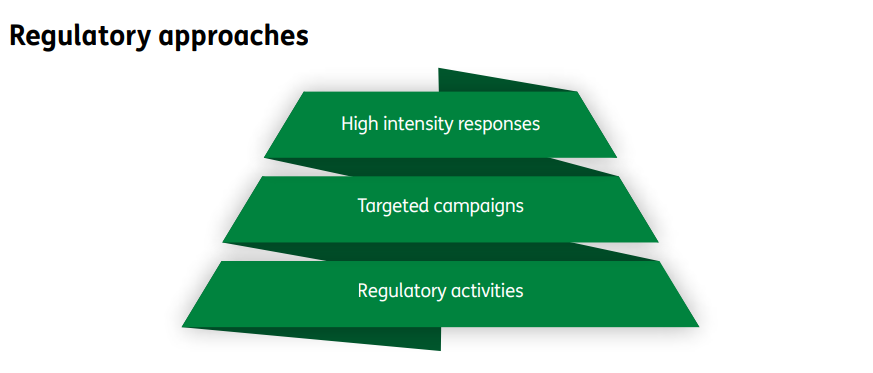 Regulatory approaches
High intensity responses
Targeted campaigns
Regulatory activities